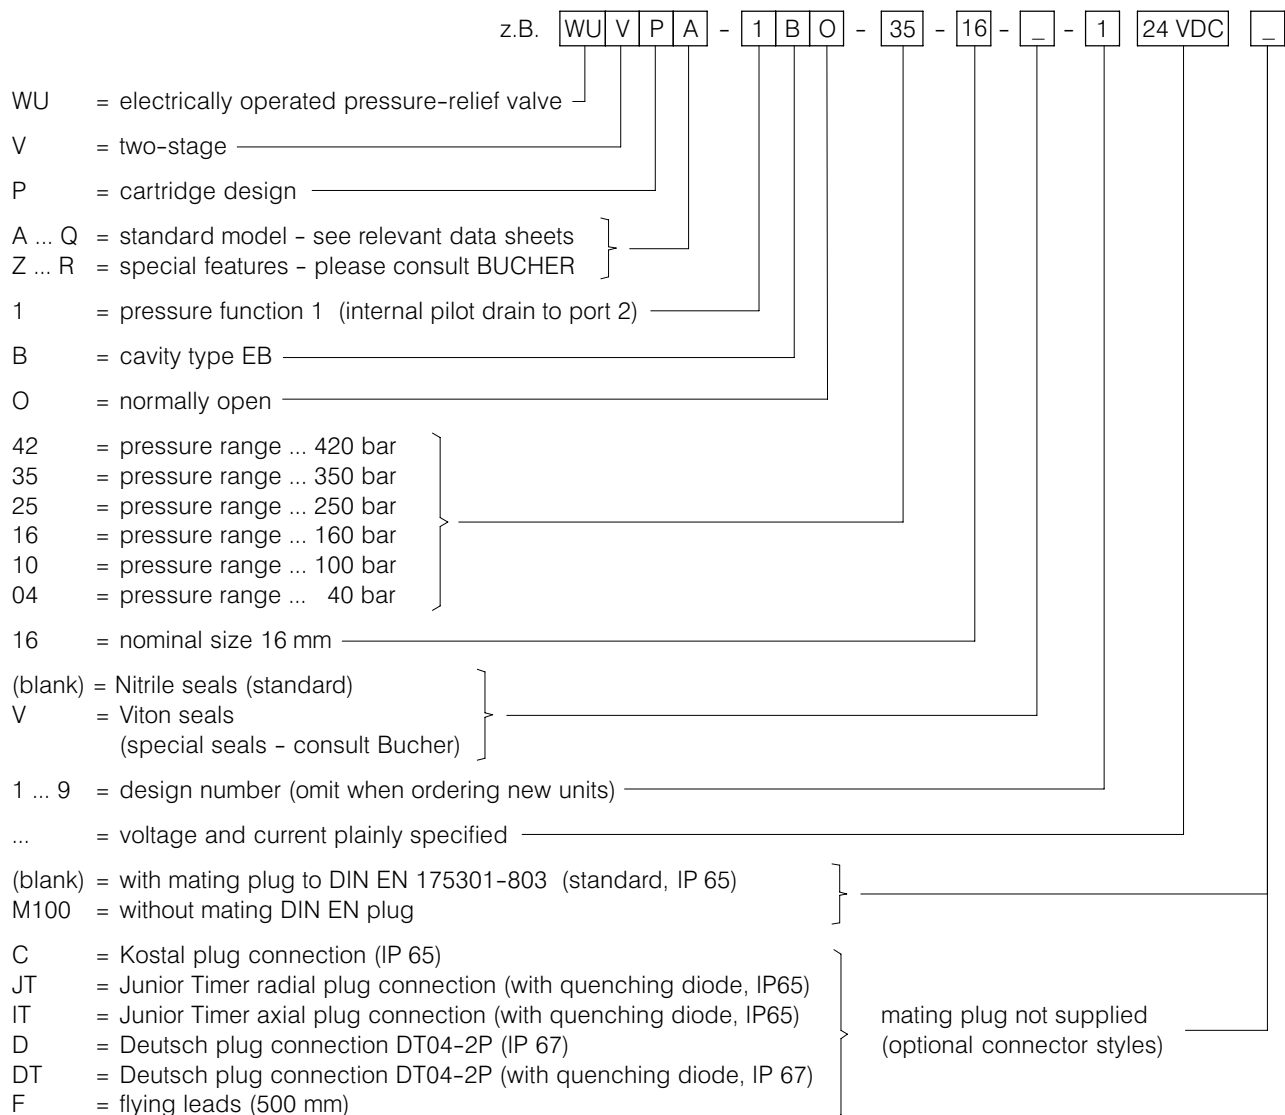 z.B. WU V P A - 1 B O - 35 - 16 - _ - 1 24 VDC _
WU = electrically operated pressure-relief valve
V = two-stage
P = cartridge design
A ... Q = standard model - see relevant data sheets
Z ... R = special features - please consult BUCHER
1 = pressure function 1 (internal pilot drain to port 2)
B = cavity type EB
O = normally open
42 = pressure range ... 420 bar
35 = pressure range ... 350 bar
25 = pressure range ... 250 bar
16 = pressure range ... 160 bar
10 = pressure range ... 100 bar
04 = pressure range ... 40 bar
16 = nominal size 16 mm
(blank) = Nitrile seals (standard)
V = Viton seals
(special seals - consult Bucher)
1 ... 9 = design number (omit when ordering new units)
... = voltage and current plainly specified
(blank) = with mating plug to DIN EN 175301-803 (standard, IP 65)
M100 = without mating DIN EN plug
C = Kostal plug connection (IP 65)
JT = Junior Timer radial plug connection (with quenching diode, IP65)
IT = Junior Timer axial plug connection (with quenching diode, IP65)
D = Deutsch plug connection DT04-2P (IP 67)
DT = Deutsch plug connection DT04-2P (with quenching diode, IP 67)
F = flying leads (500 mm)
mating plug not supplied
(optional connector styles)